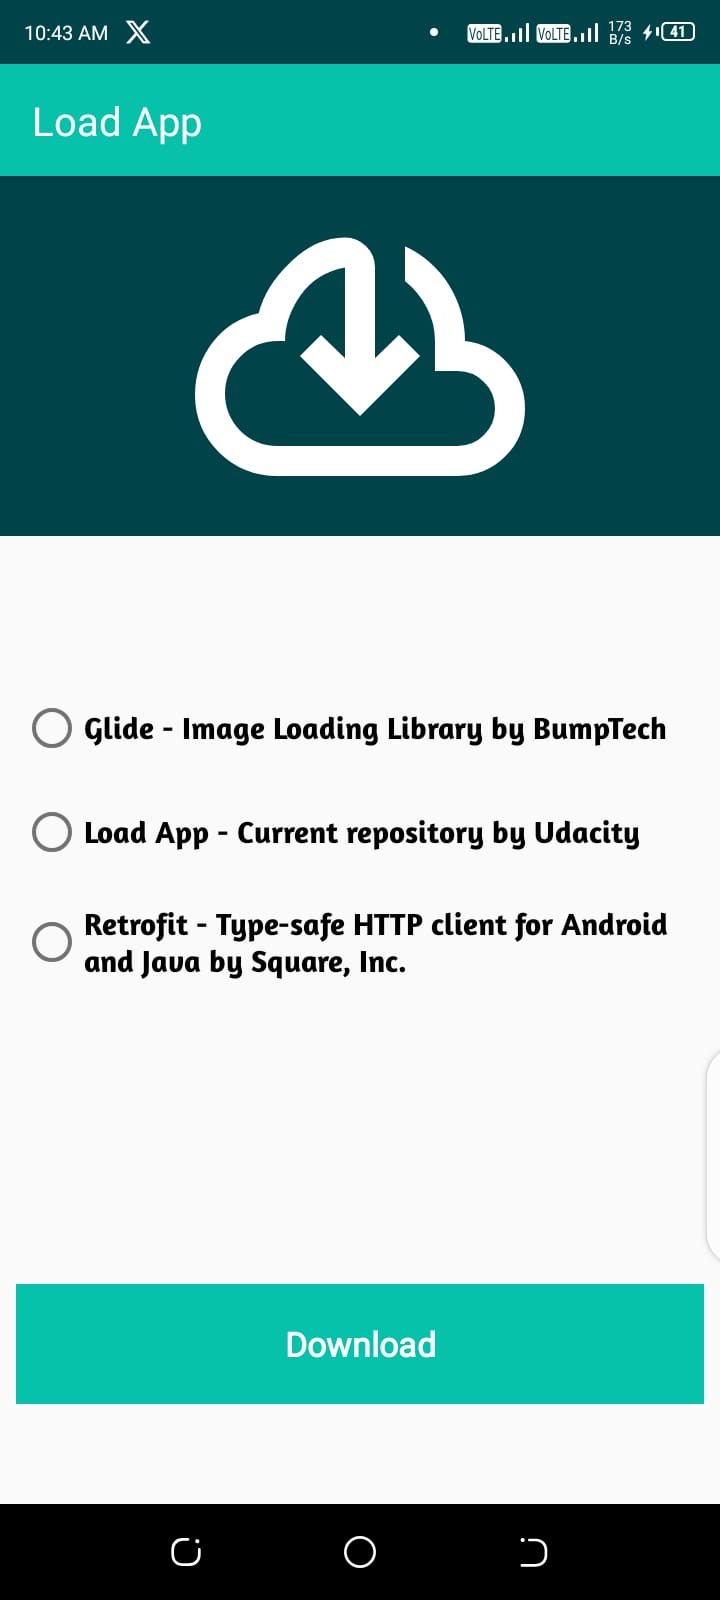 10:43 AM X VoLTE VoLTE 173 B/s 41
Load App
Glide - Image Loading Library by BumpTech
Load App - Current repository by Udacity
Retrofit - Type-safe HTTP client for Android
and Java by Square, Inc.
Download